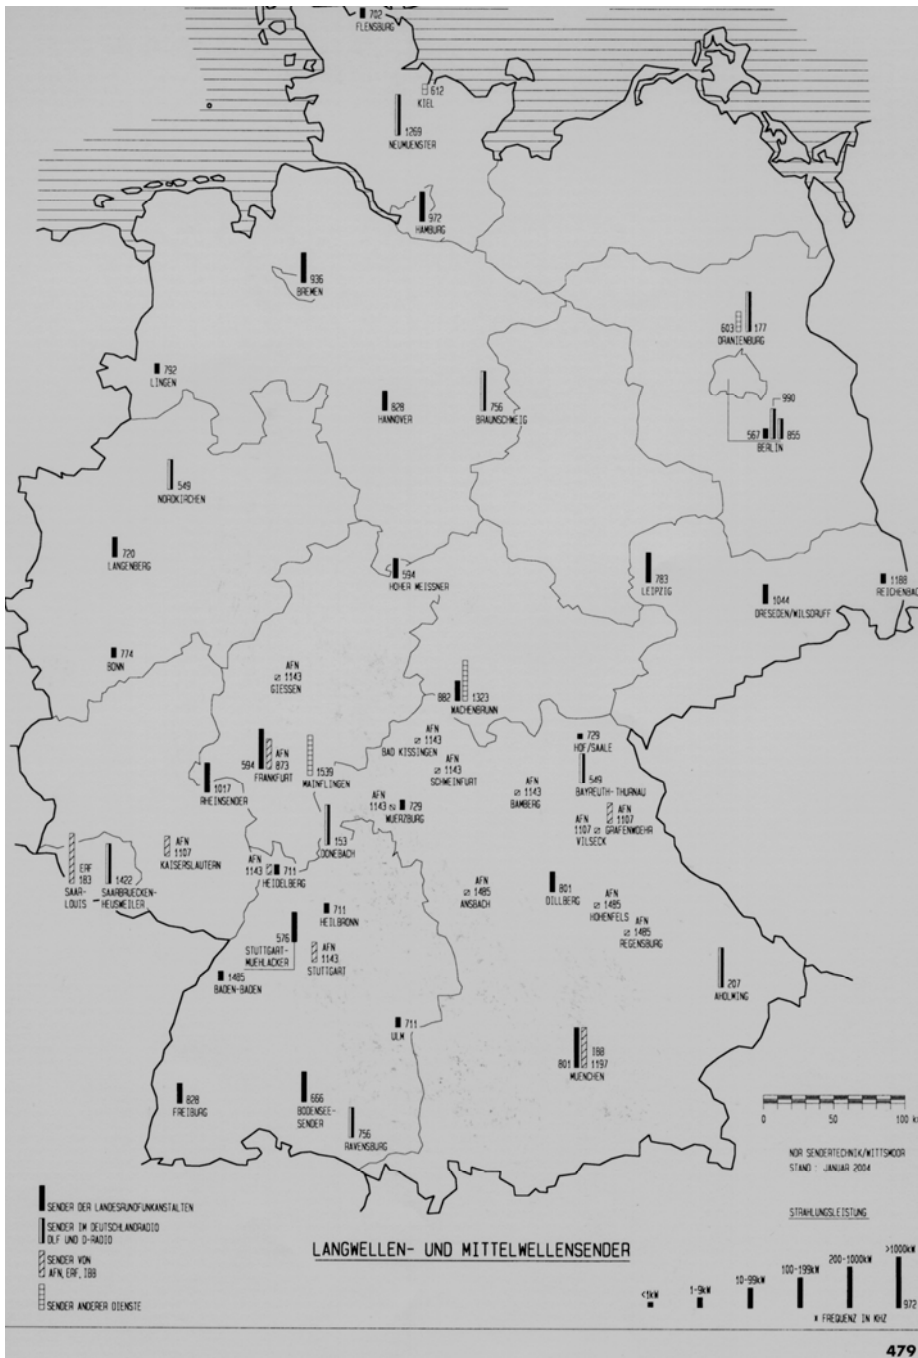 702
FLENSBURG
612
KIEL
1269
NEUMUENSTER
972
HAMBURG
936
BREMEN
603
177
ORANIENBURG
792
LINGEN
828
HANNOVER
756
BRAUNSCHWEIG
990
567
855
BERLIN
549
NORDKIRCHEN
720
LANGENBERG
594
HOHER MEISSNER
783
LEIPZIG
1188
REICHENBAC
1044
DRESEDEN/WILSDRUFF
774
BONN
AFN
1143
GIESSEN
882
1323
WACHENBRUNN
AFN
1143
BAD KISSINGEN
729
HOF/SAALE
594
AFN
873
FRANKFURT
1539
MAINFLINGEN
AFN
1143
SCHWEINFURT
549
BAYREUTH-THURNAU
1017
RHEINSENDER
AFN
1143
729
WUERZBURG
AFN
1143
BAMBERG
AFN
1107
GRAFENWOEHR
AFN
1107
VILSECK
153
DONEBACH
ERF
183
SAAR-
LOUIS
1422
SAARBRUECKEN-
HEUSWEILER
AFN
1107
KAISERSLAUTERN
AFN
1143
711
HEIDELBERG
AFN
1485
ANSBACH
801
DILLBERG
AFN
1485
HOHENFELS
711
HEILBRONN
AFN
1485
REGENSBURG
576
STUTTGART-
MUEHLACKER
AFN
1143
STUTTGART
1485
BADEN-BADEN
207
AHOLMING
711
ULM
801
IBB
1197
MUENCHEN
828
FREIBURG
666
BODENSEE-
SENDER
756
RAVENSBURG
0 50 100 k
NDR SENDERTECHNIK/WITTSMOOR
STAND : JANUAR 2004
SENDER DER LANDESRUNDFUNKANSTALTEN
SENDER IM DEUTSCHLANDRADIO
DLF UND D-RADIO
SENDER VON
AFN, ERF, IBB
SENDER ANDERER DIENSTE
LANGWELLEN- UND MITTELWELLENSENDER
STRAHLUNGSLEISTUNG
<1kW 1-9kW 10-99kW 100-199kW 200-1000kW >1000kW
972
* FREQUENZ IN KHZ
479